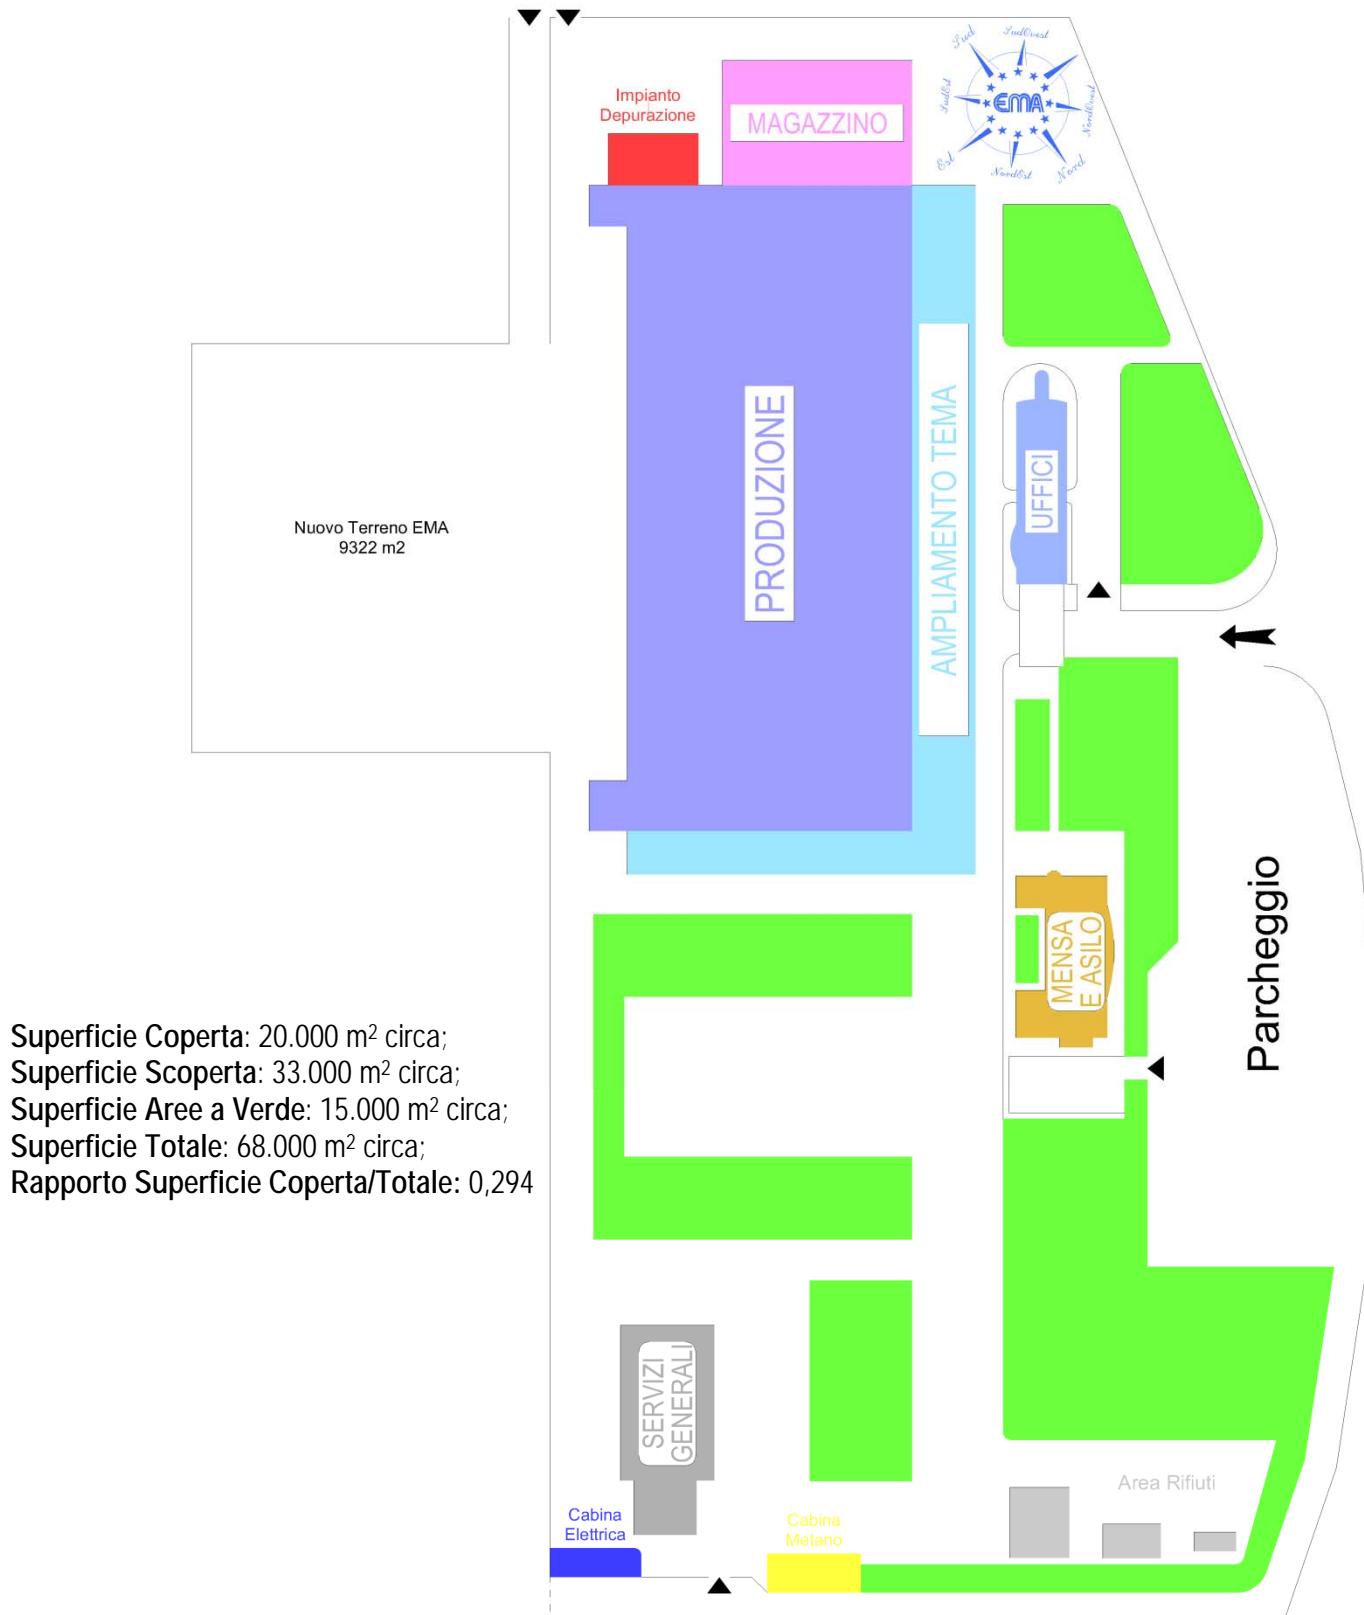 Sud
SudOvest
SudEst
EMA
NordOvest
Est
NordEst
Nord
Impianto
Depurazione
MAGAZZINO
PRODUZIONE
AMPLIAMENTO TEMA
UFFICI
Nuovo Terreno EMA
9322 m2
MENSA
E ASILO
Parcheggio
Superficie Coperta: 20.000 m² circa;
Superficie Scoperta: 33.000 m² circa;
Superficie Aree a Verde: 15.000 m² circa;
Superficie Totale: 68.000 m² circa;
Rapporto Superficie Coperta/Totale: 0,294
SERVIZI
GENERALI
Area Rifiuti
Cabina
Elettrica
Cabina
Metano